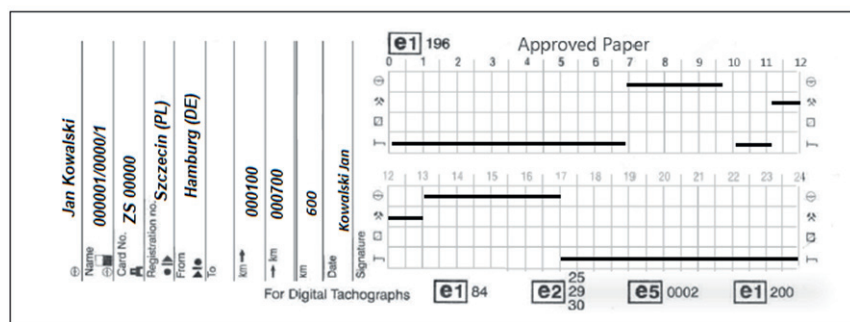 e1 196 Approved Paper
0 1 2 3 4 5 6 7 8 9 10 11 12
12 13 14 15 16 17 18 19 20 21 22 23 24
Jan Kowalski
Name
000001/0000/1
Card No.
ZS 00000
Registration no.
Szczecin (PL)
From
Hamburg (DE)
To
000100
km
000700
km
600
km
Date
Kowalski Jan
Signature
For Digital Tachographs e1 84 e2 25 29 30 e5 0002 e1 200